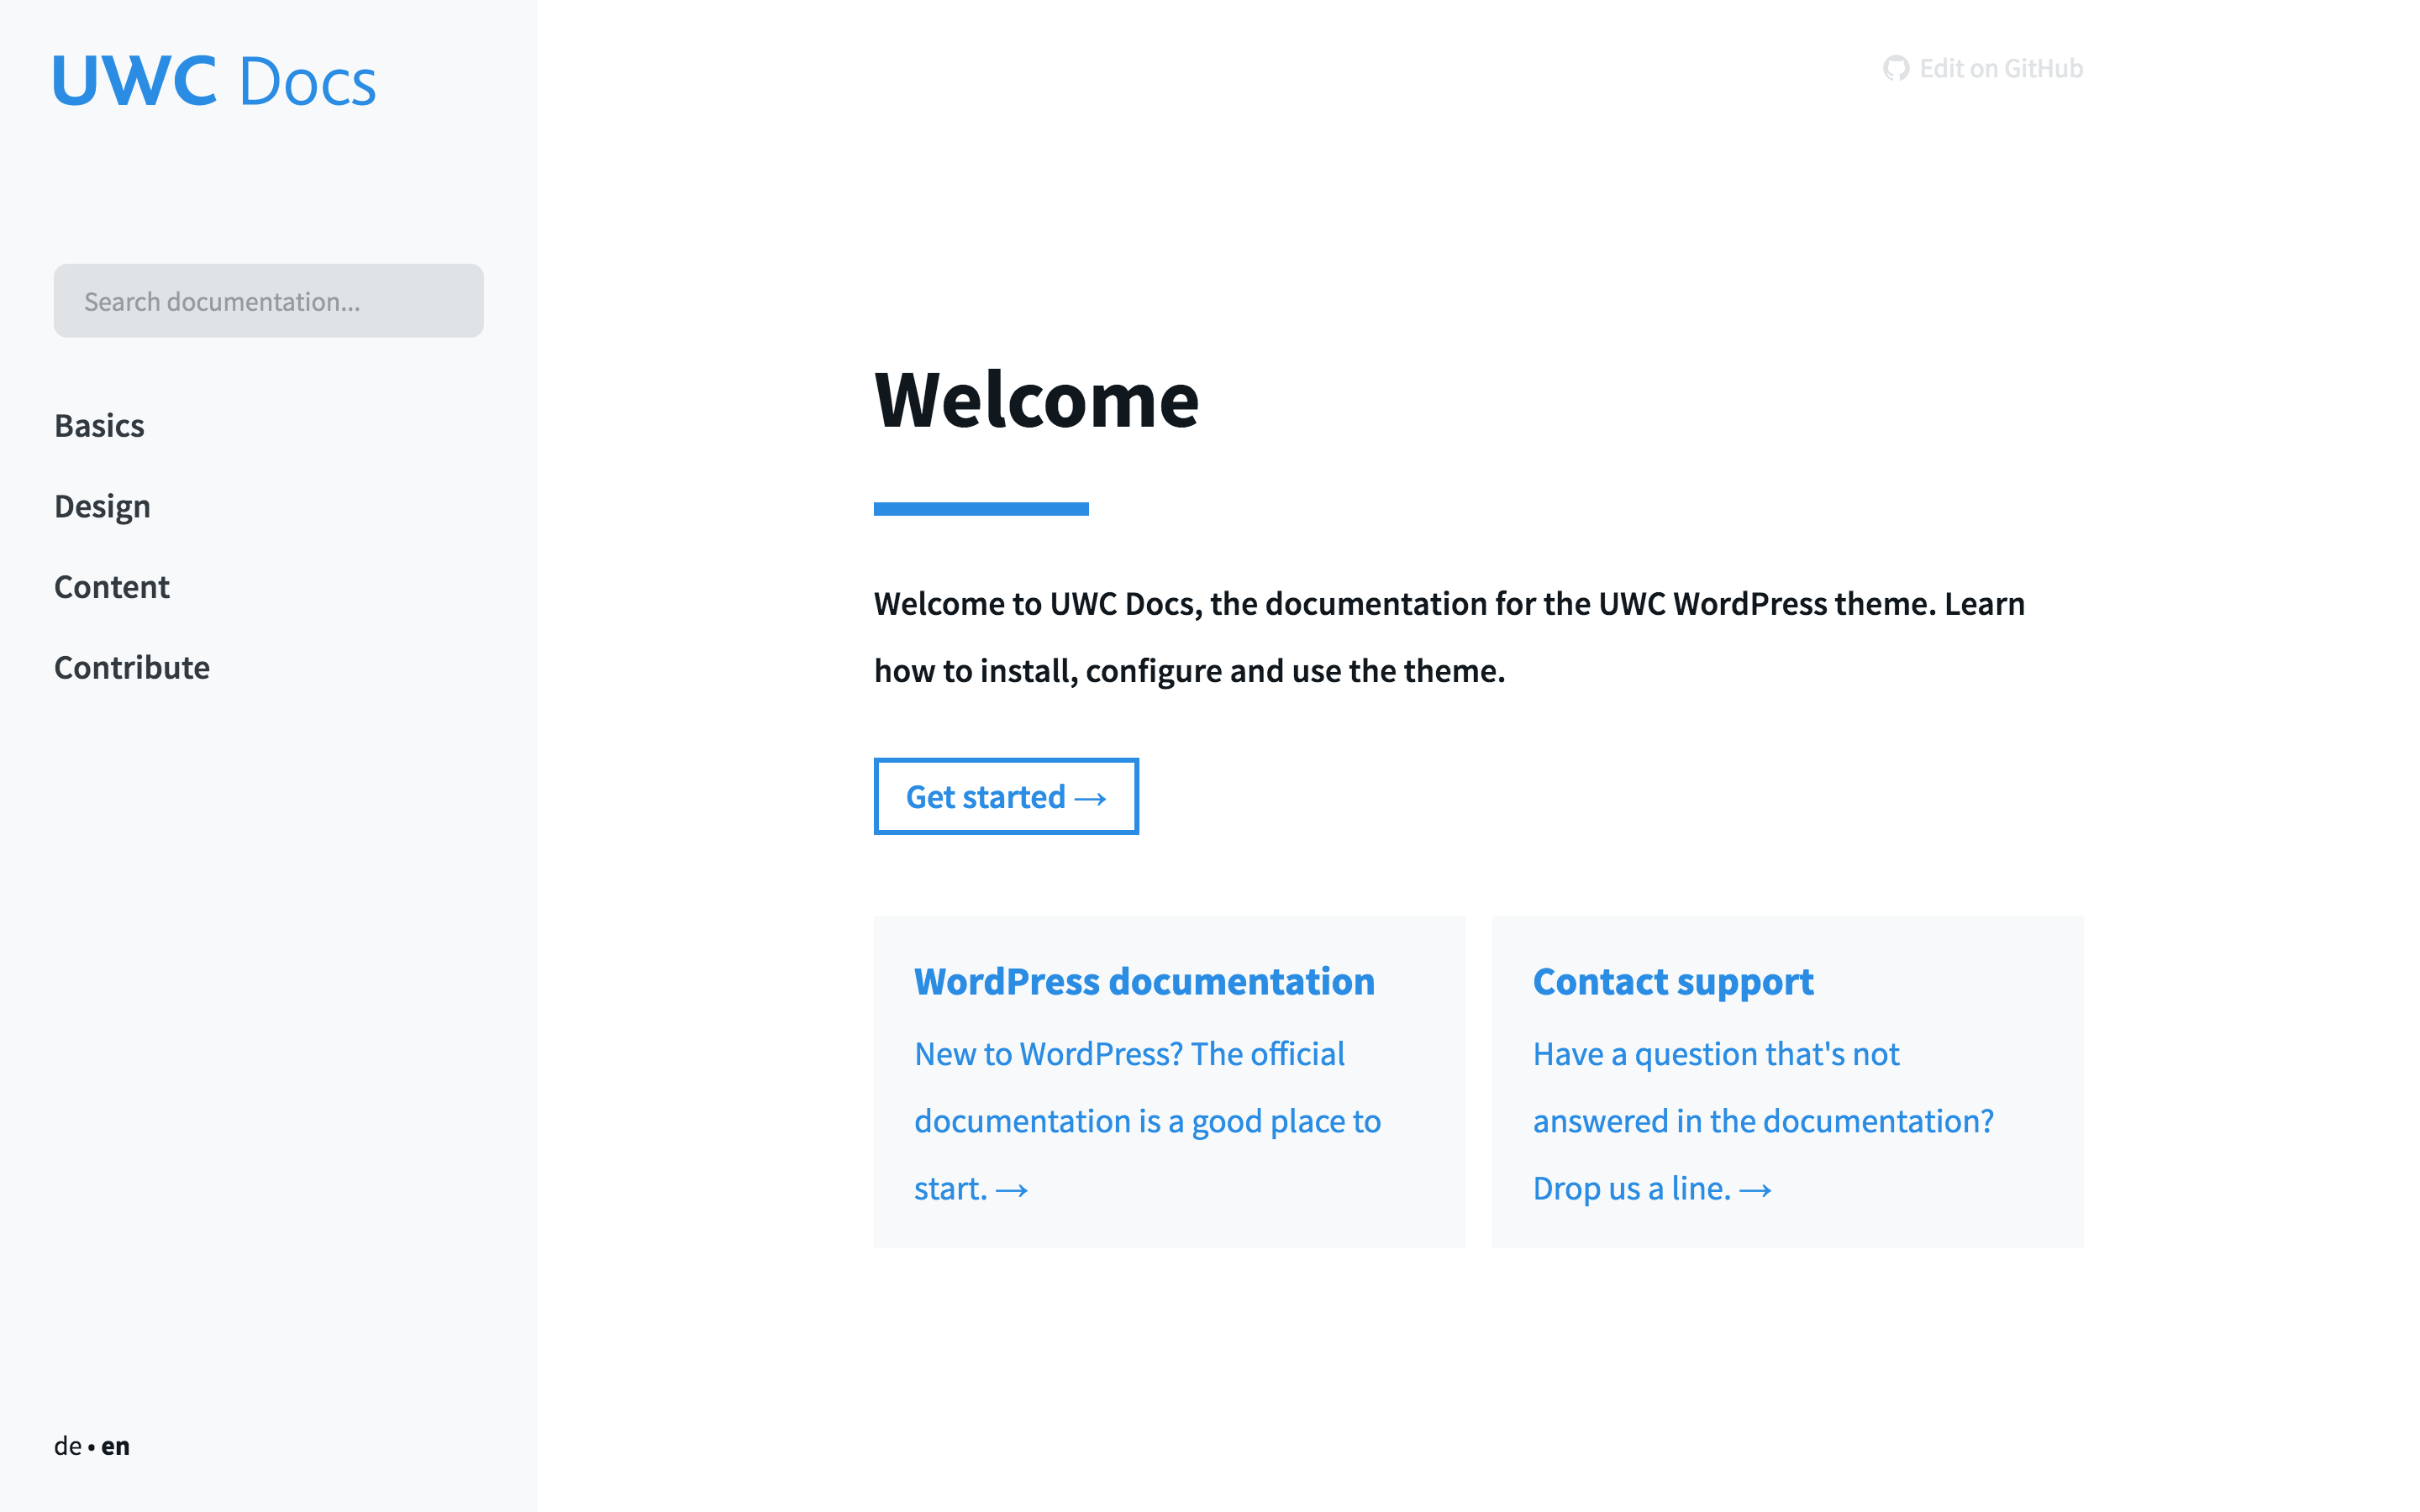 UWC Docs
Search documentation...
Basics
Design
Content
Contribute
de • en
Edit on GitHub
Welcome
Welcome to UWC Docs, the documentation for the UWC WordPress theme. Learn
how to install, configure and use the theme.
Get started →
WordPress documentation
New to WordPress? The official
documentation is a good place to
start. →
Contact support
Have a question that's not
answered in the documentation?
Drop us a line. →